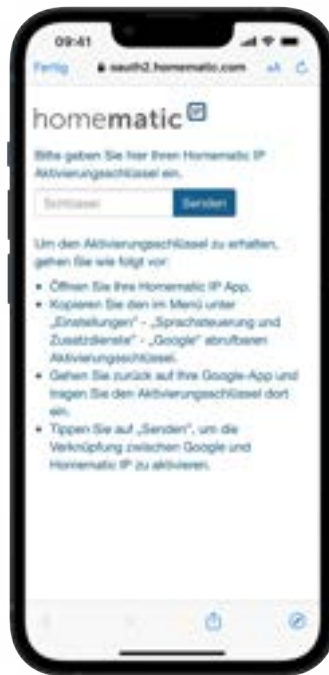 09:41
Fertig oauth2.homematic.com AA
homematic IP
Bitte geben Sie hier Ihren Homematic IP
Aktivierungsschlüssel ein.
Schlüssel Senden
Um den Aktivierungsschlüssel zu erhalten,
gehen Sie wie folgt vor:
• Öffnen Sie Ihre Homematic IP App.
• Kopieren Sie den im Menü unter
„Einstellungen“ - „Sprachsteuerung und
Zusatzdienste“ - „Google“ abrufbaren
Aktivierungsschlüssel.
• Gehen Sie zurück auf Ihre Google-App und
tragen Sie den Aktivierungsschlüssel dort
ein.
• Tippen Sie auf „Senden“, um die
Verknüpfung zwischen Google und
Homematic IP zu aktivieren.